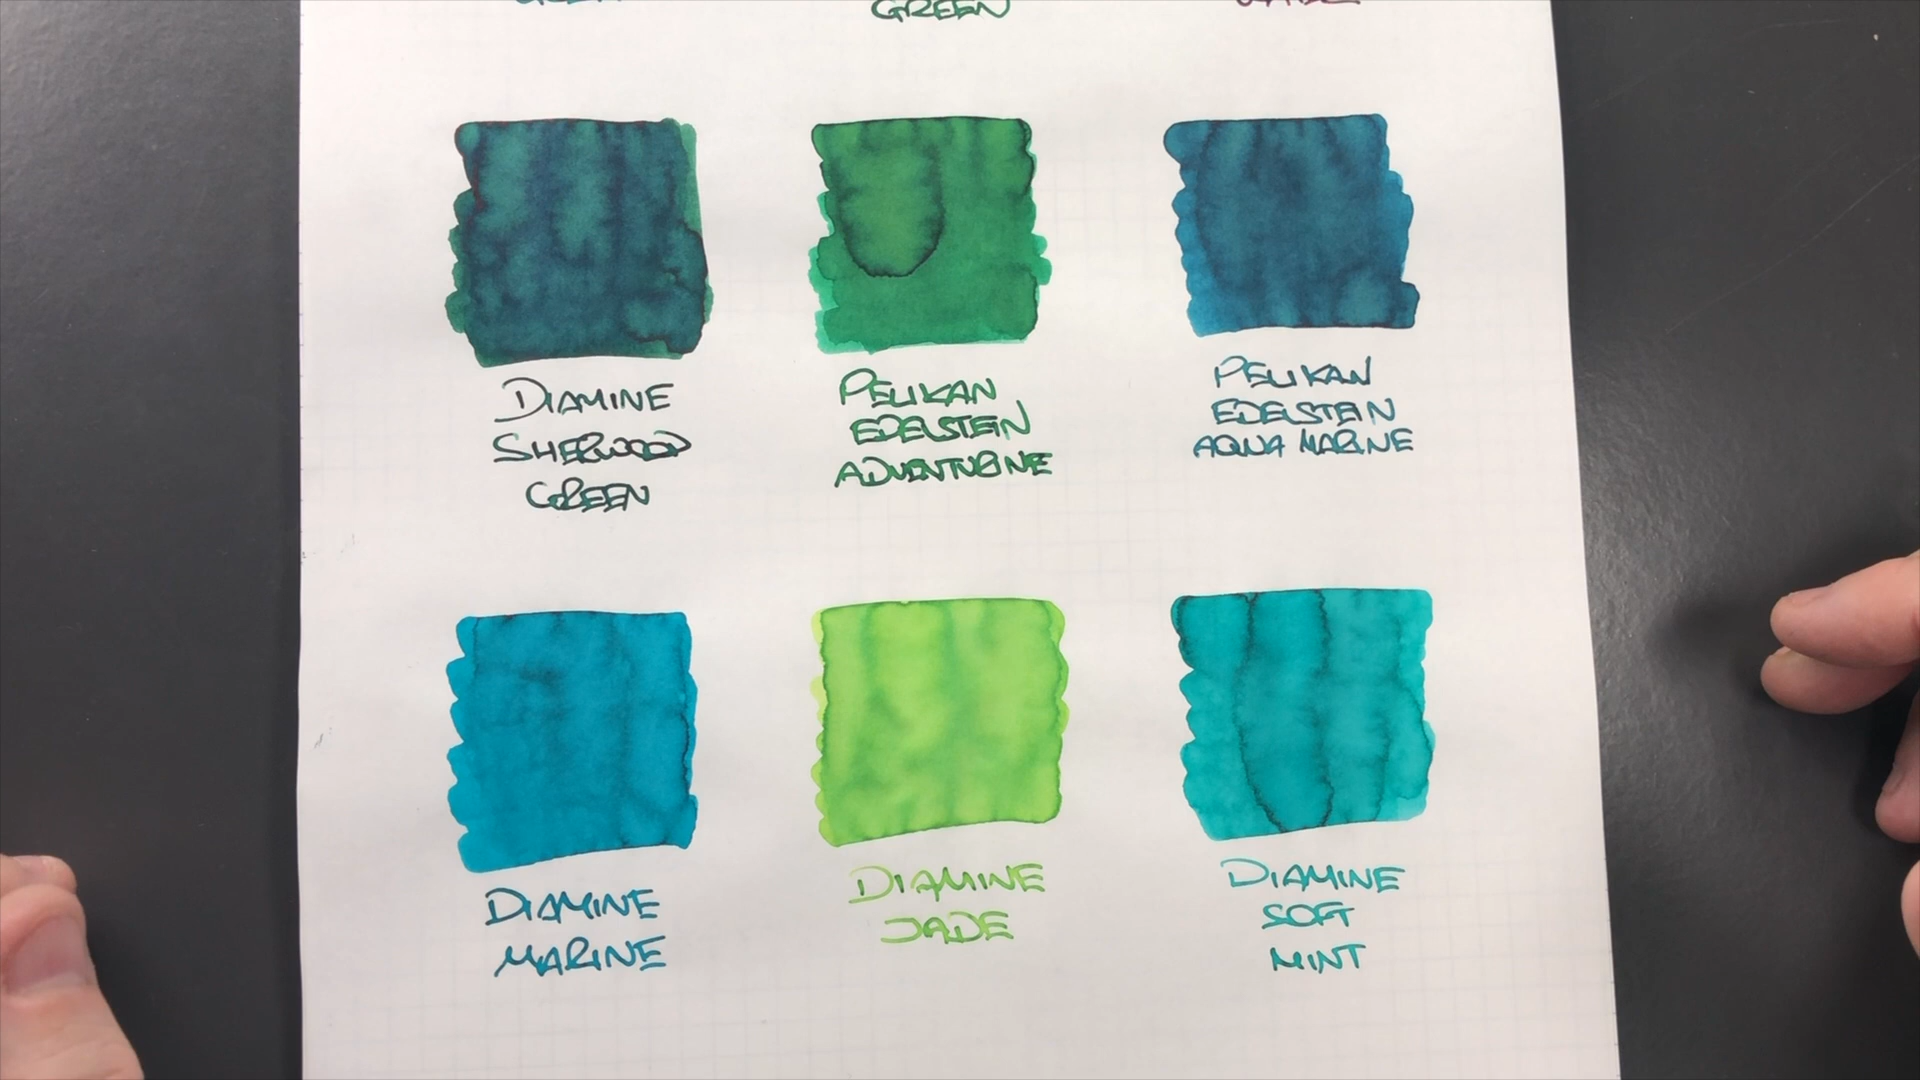 GREEN
DIAMINE
SHERWOOD
GREEN
PELIKAN
EDELSTEIN
ADVENTURINE
PELIKAN
EDELSTEIN
AQUA MARINE
DIAMINE
MARINE
DIAMINE
JADE
DIAMINE
SOFT
MINT